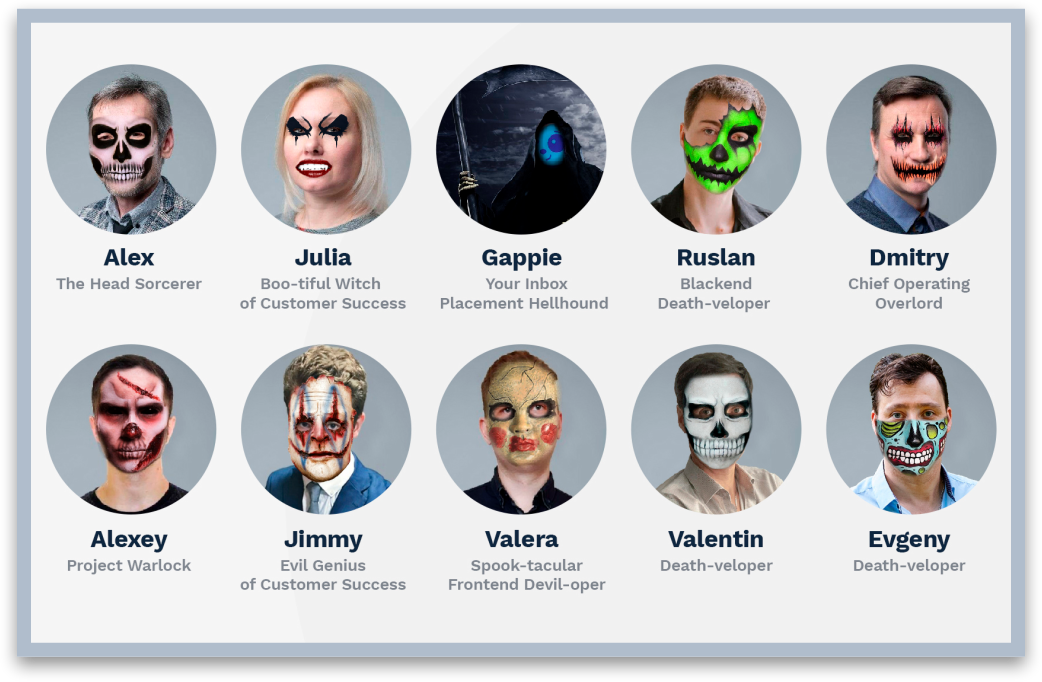 Alex
The Head Sorcerer
Julia
Boo-tiful Witch
of Customer Success
Gappie
Your Inbox
Placement Hellhound
Ruslan
Blackend
Death-veloper
Dmitry
Chief Operating
Overlord
Alexey
Project Warlock
Jimmy
Evil Genius
of Customer Success
Valera
Spook-tacular
Frontend Devil-oper
Valentin
Death-veloper
Evgeny
Death-veloper